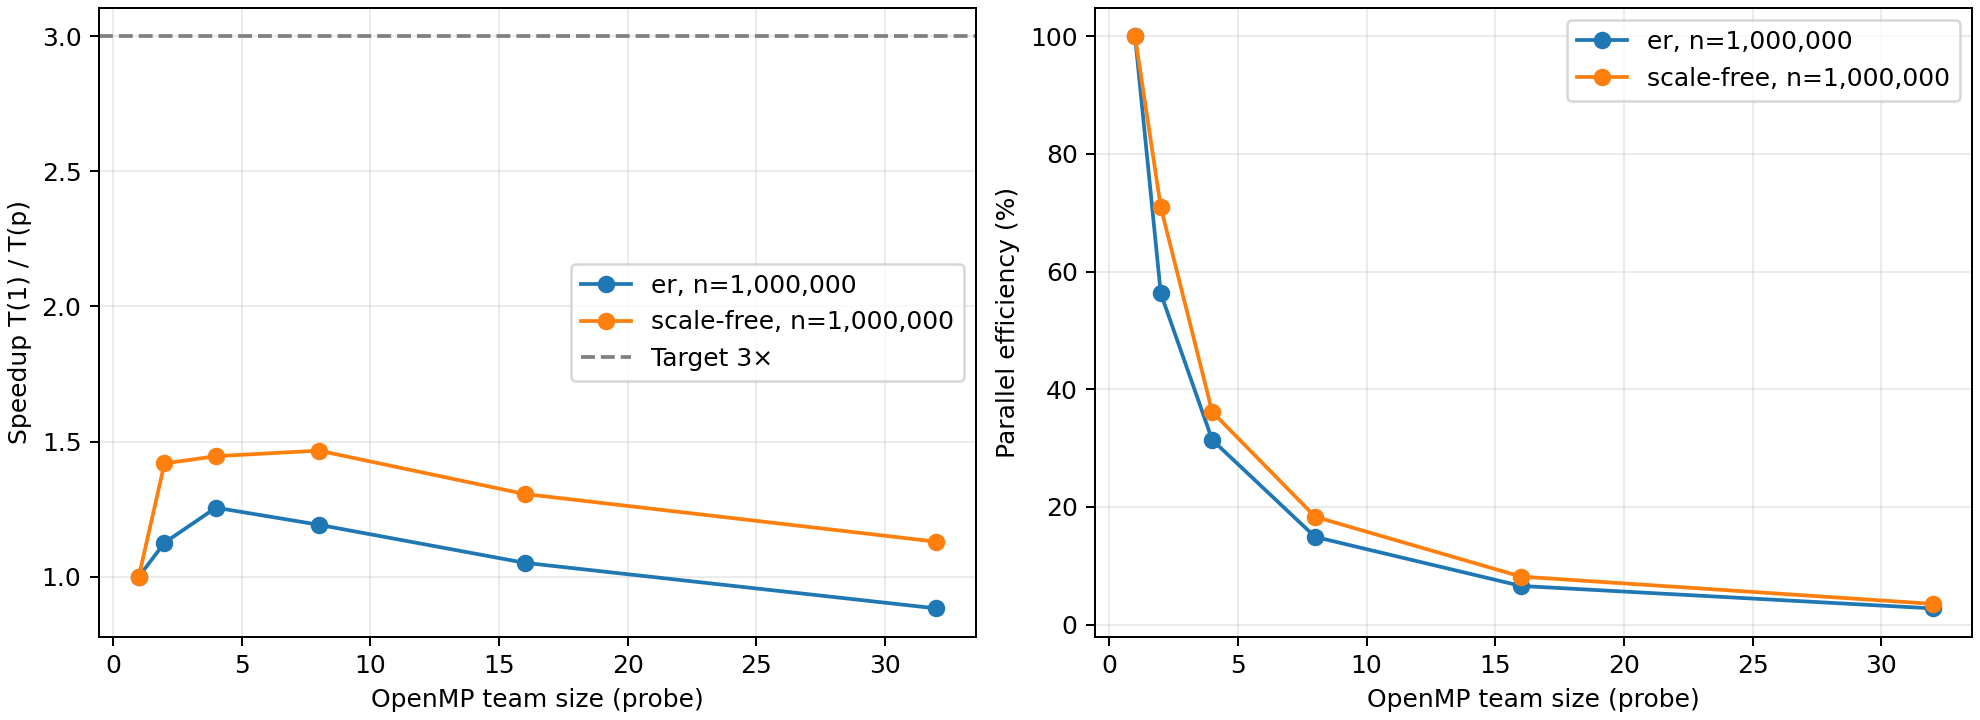 Speedup T(1) / T(p)
3.0
2.5
2.0
1.5
1.0
er, n=1,000,000
scale-free, n=1,000,000
Target 3×
0 5 10 15 20 25 30
OpenMP team size (probe)
Parallel efficiency (%)
100
80
60
40
20
0
er, n=1,000,000
scale-free, n=1,000,000
0 5 10 15 20 25 30
OpenMP team size (probe)